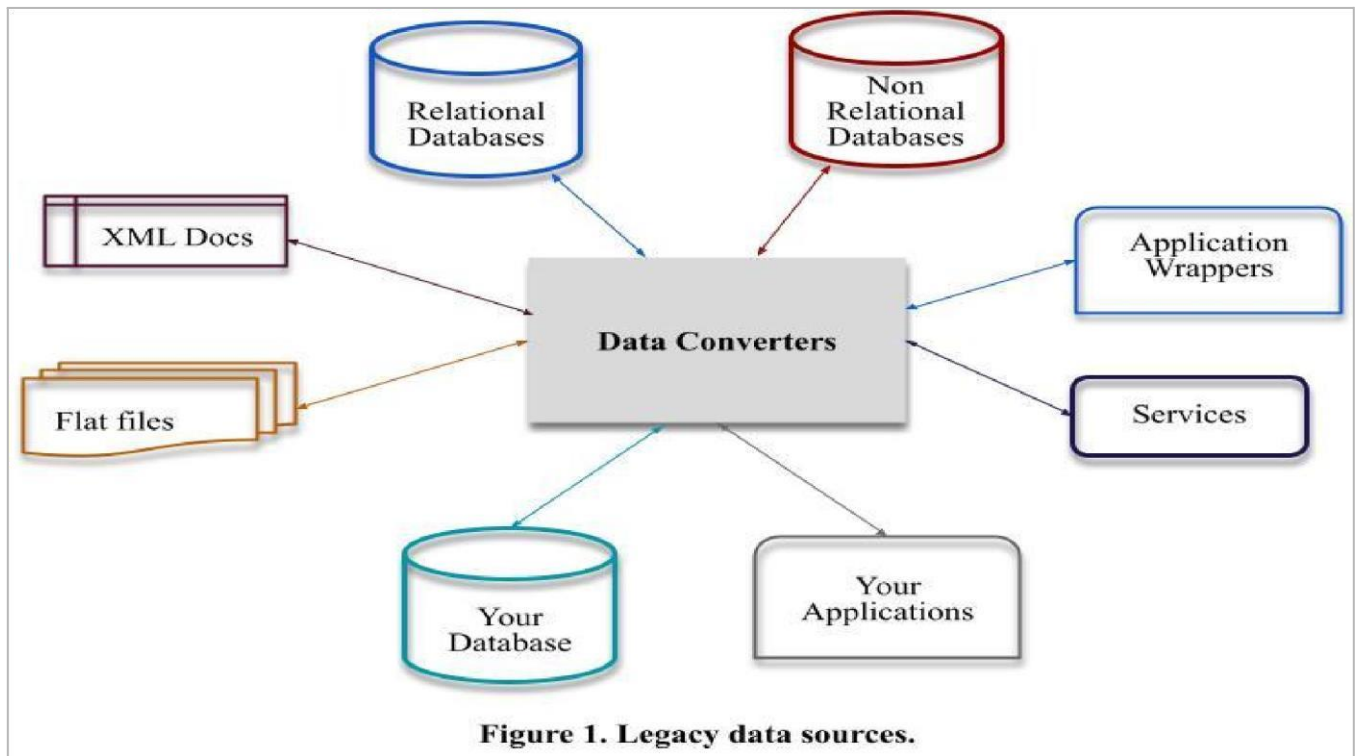 Relational
Databases
Non
Relational
Databases
XML Docs
Application
Wrappers
Data Converters
Flat files
Services
Your
Database
Your
Applications
Figure 1. Legacy data sources.